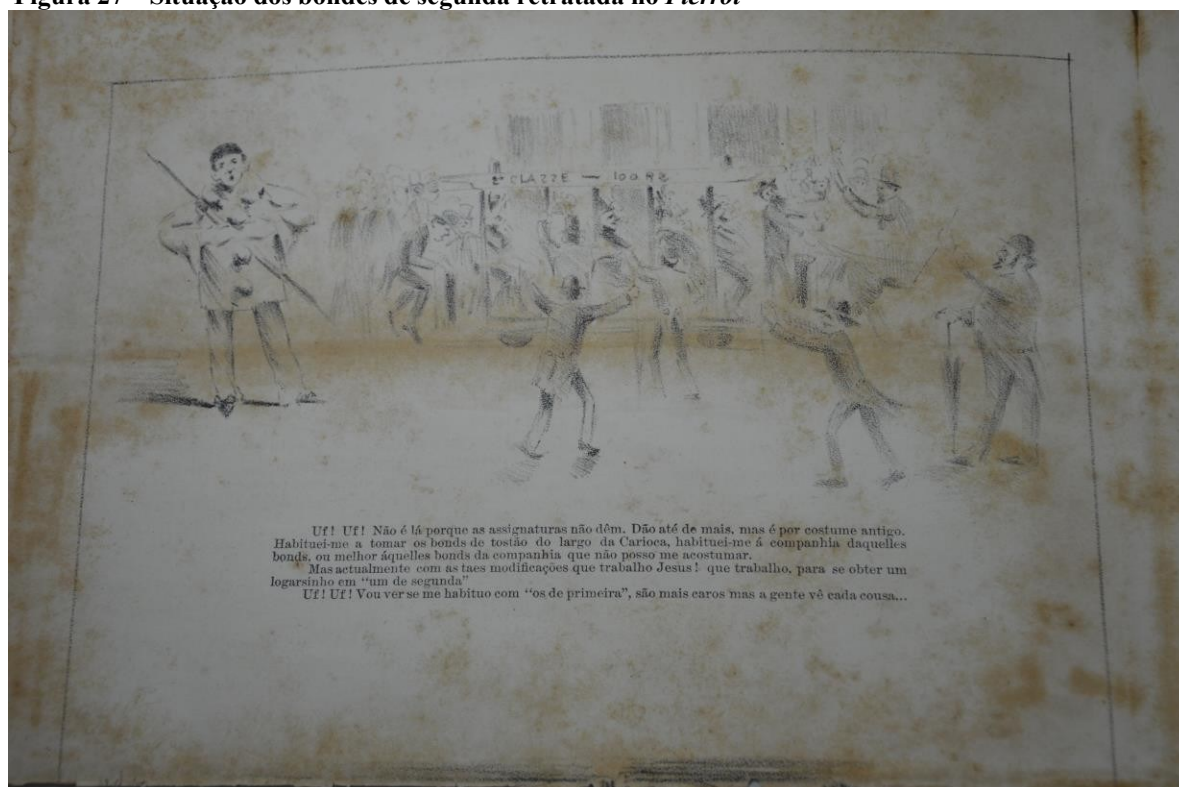 Figura 27 – Situação dos bondes de segunda retratada no Pierrot
CLAZZE — 100 RS
Uf! Uf! Não é lá porque as assignaturas não dêm. Dão até de mais, mas é por costume antigo.
Habituei-me a tomar os bonds de tostão do largo da Carioca, habituei-me á companhia daquelles
bonds, ou melhor áquelles bonds da companhia que não posso me acostumar.
Mas actualmente com as taes modificações que trabalho Jesus! que trabalho, para se obter um
logarsinho em “um de segunda”
Uf! Uf! Vou ver se me habituo com “os de primeira”, são mais caros mas a gente vê cada cousa...